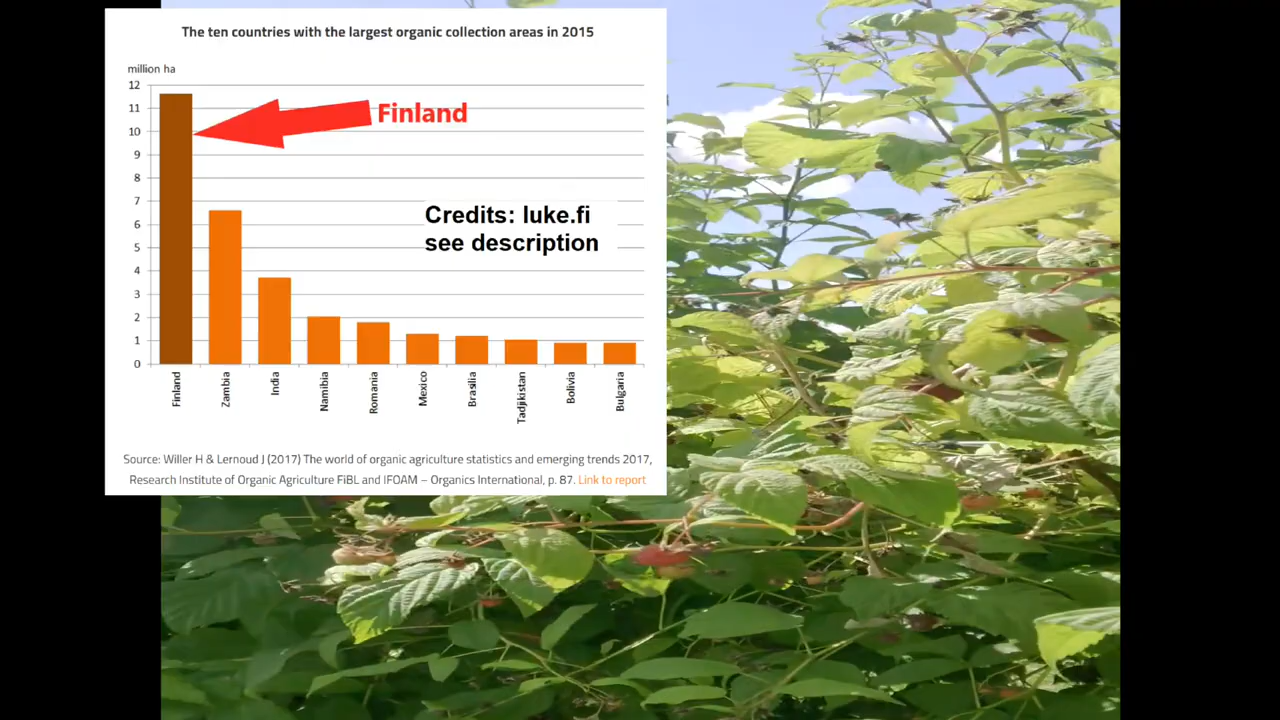 The ten countries with the largest organic collection areas in 2015
million ha
12
11
10
9
8
7
6
5
4
3
2
1
0
Finland
Credits: luke.fi
see description
Finland
Zambia
India
Namibia
Romania
Mexico
Brasilia
Tadjikistan
Bolivia
Bulgaria
Source: Willer H & Lernoud J (2017) The world of organic agriculture statistics and emerging trends 2017,
Research Institute of Organic Agriculture FiBL and IFOAM – Organics International, p. 87. Link to report